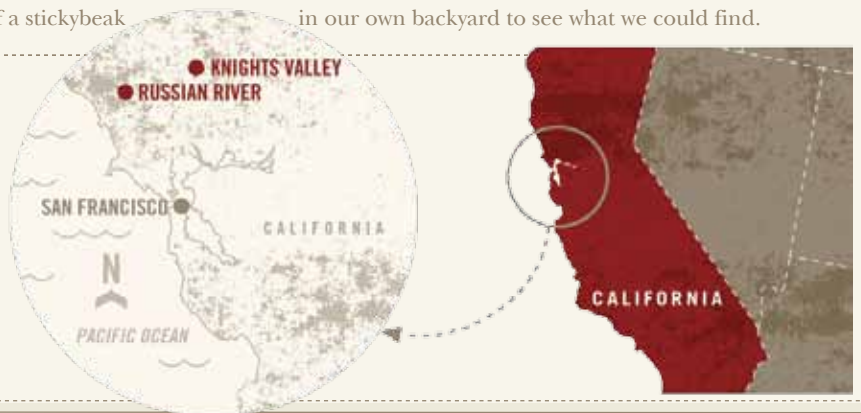 a stickybeak in our own backyard to see what we could find.
KNIGHTS VALLEY
RUSSIAN RIVER
SAN FRANCISCO
CALIFORNIA
N
PACIFIC OCEAN
CALIFORNIA